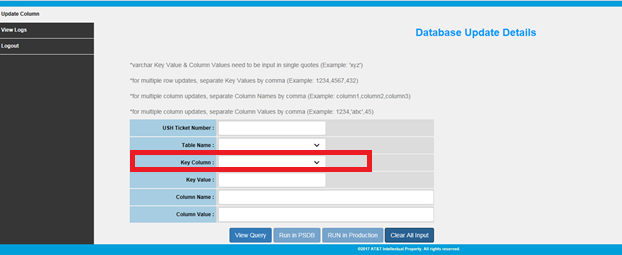 Update Column
View Logs
Logout
Database Update Details
*varchar Key Value & Column Values need to be input in single quotes (Example: 'xyz')
*for multiple row updates, separate Key Values by comma (Example: 1234,4567,432)
*for multiple column updates, separate Column Names by comma (Example: column1,column2,column3)
*for multiple column updates, separate Column Values by comma (Example: 1234,'abc',45)
USH Ticket Number :
Table Name :
Key Column :
Key Value :
Column Name :
Column Value :
View Query Run in PSDB RUN in Production Clear All Input
©2017 AT&T Intellectual Property. All rights reserved.